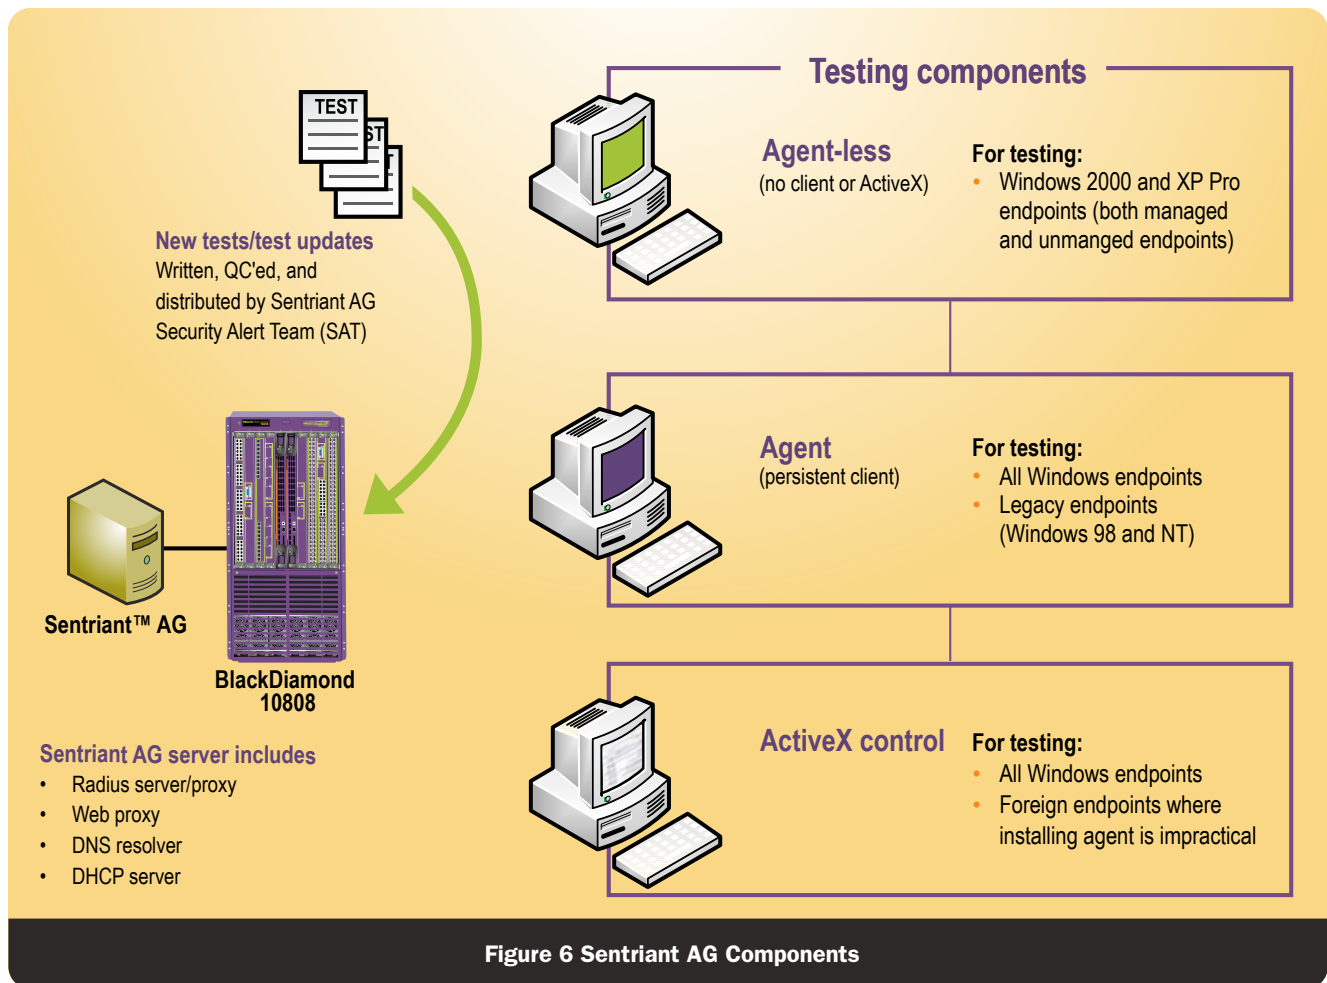 Testing components
TEST
ST
T
New tests/test updates
Written, QC'ed, and
distributed by Sentriant AG
Security Alert Team (SAT)
Sentriant™ AG
BlackDiamond
10808
Sentriant AG server includes
• Radius server/proxy
• Web proxy
• DNS resolver
• DHCP server
Agent-less
(no client or ActiveX)
For testing:
• Windows 2000 and XP Pro
endpoints (both managed
and unmanged endpoints)
Agent
(persistent client)
For testing:
• All Windows endpoints
• Legacy endpoints
(Windows 98 and NT)
ActiveX control
For testing:
• All Windows endpoints
• Foreign endpoints where
installing agent is impractical
Figure 6 Sentriant AG Components